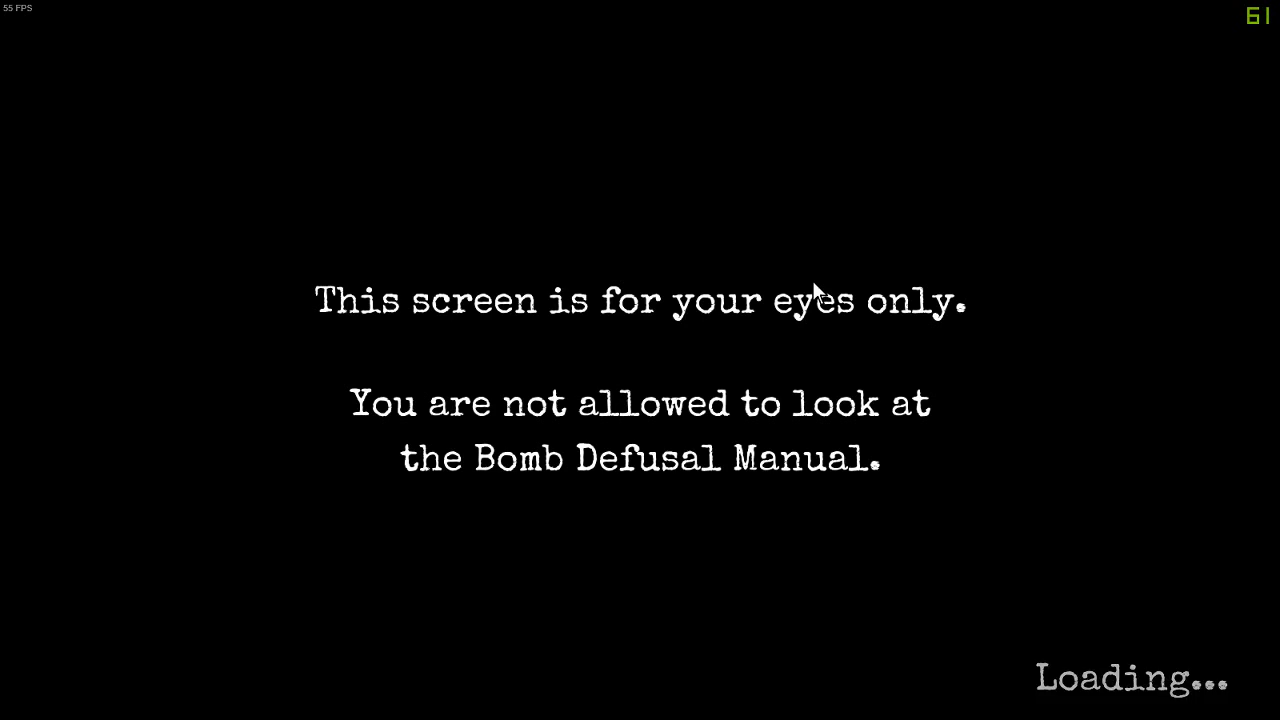 55 FPS
61
This screen is for your eyes only.
You are not allowed to look at
the Bomb Defusal Manual.
Loading...